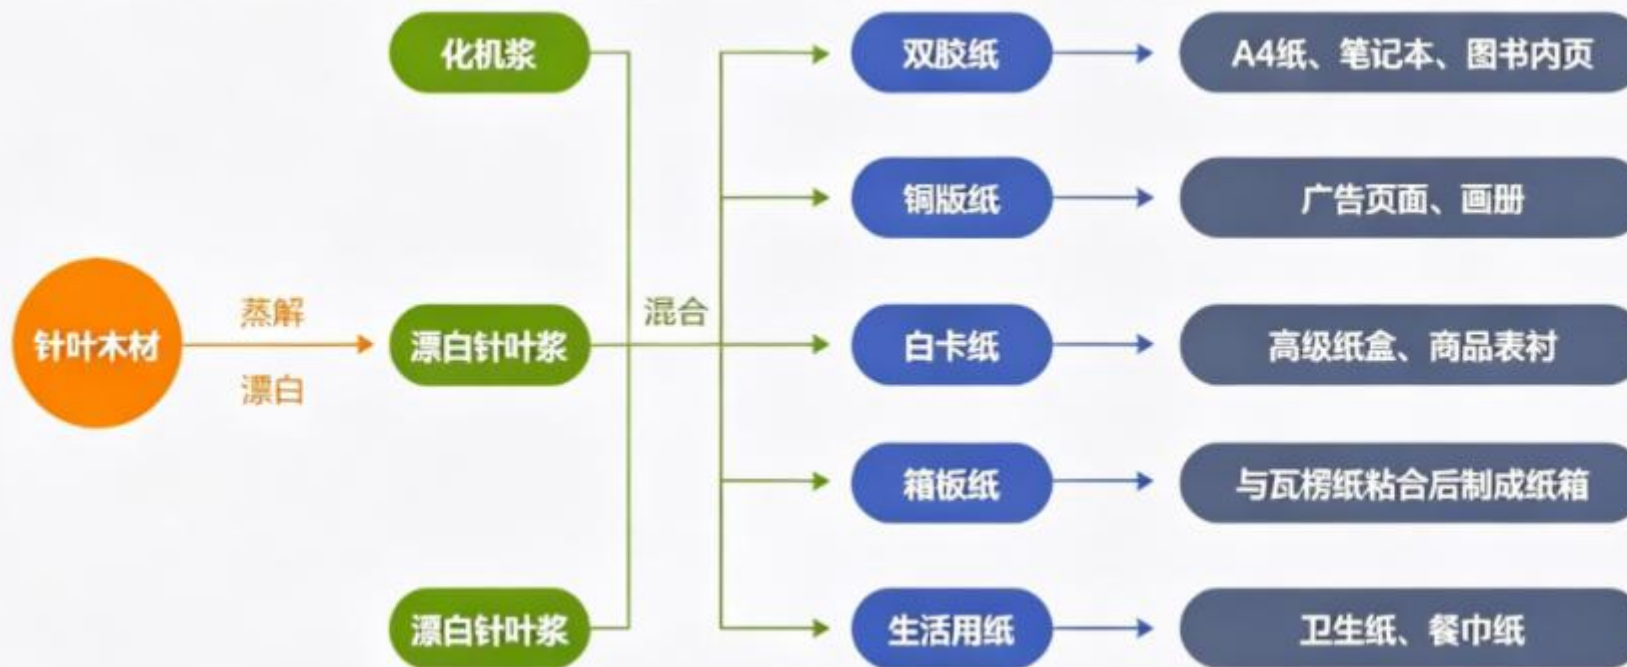 化机浆
双胶纸
A4纸、笔记本、图书内页
铜版纸
广告页面、画册
针叶木材
蒸解
漂白
漂白针叶浆
混合
白卡纸
高级纸盒、商品表衬
箱板纸
与瓦楞纸粘合后制成纸箱
漂白针叶浆
生活用纸
卫生纸、餐巾纸